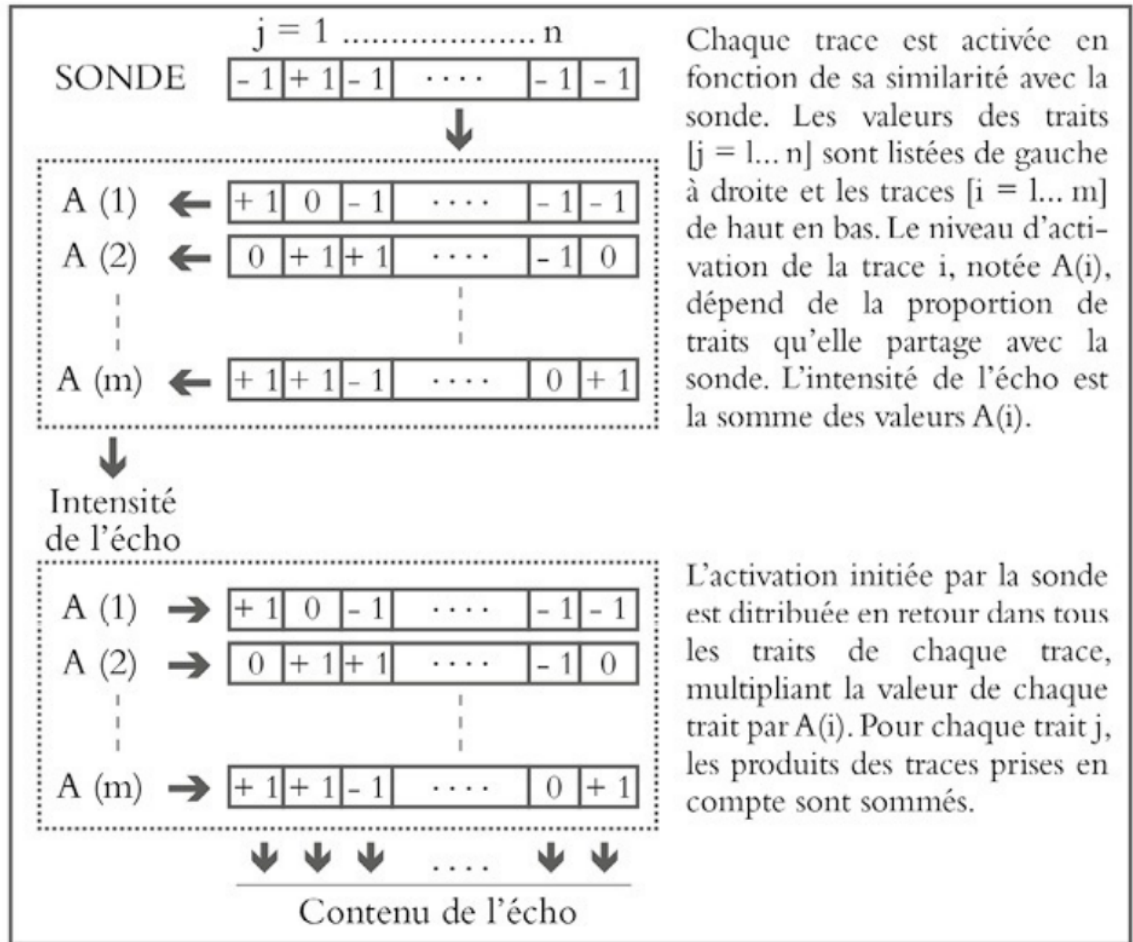 j = 1 ..................... n
SONDE - 1 + 1 - 1 .... - 1 - 1
A (1) + 1 0 - 1 .... - 1 - 1
A (2) 0 + 1 + 1 .... - 1 0
A (m) + 1 + 1 - 1 .... 0 + 1
Intensité
de l'écho
Chaque trace est activée en
fonction de sa similarité avec la
sonde. Les valeurs des traits
[j = l... n] sont listées de gauche
à droite et les traces [i = l... m]
de haut en bas. Le niveau d'acti-
vation de la trace i, notée A(i),
dépend de la proportion de
traits qu'elle partage avec la
sonde. L'intensité de l'écho est
la somme des valeurs A(i).
A (1) + 1 0 - 1 .... - 1 - 1
A (2) 0 + 1 + 1 .... - 1 0
A (m) + 1 + 1 - 1 .... 0 + 1
....
Contenu de l'écho
L'activation initiée par la sonde
est ditribuée en retour dans tous
les traits de chaque trace,
multipliant la valeur de chaque
trait par A(i). Pour chaque trait j,
les produits des traces prises en
compte sont sommés.